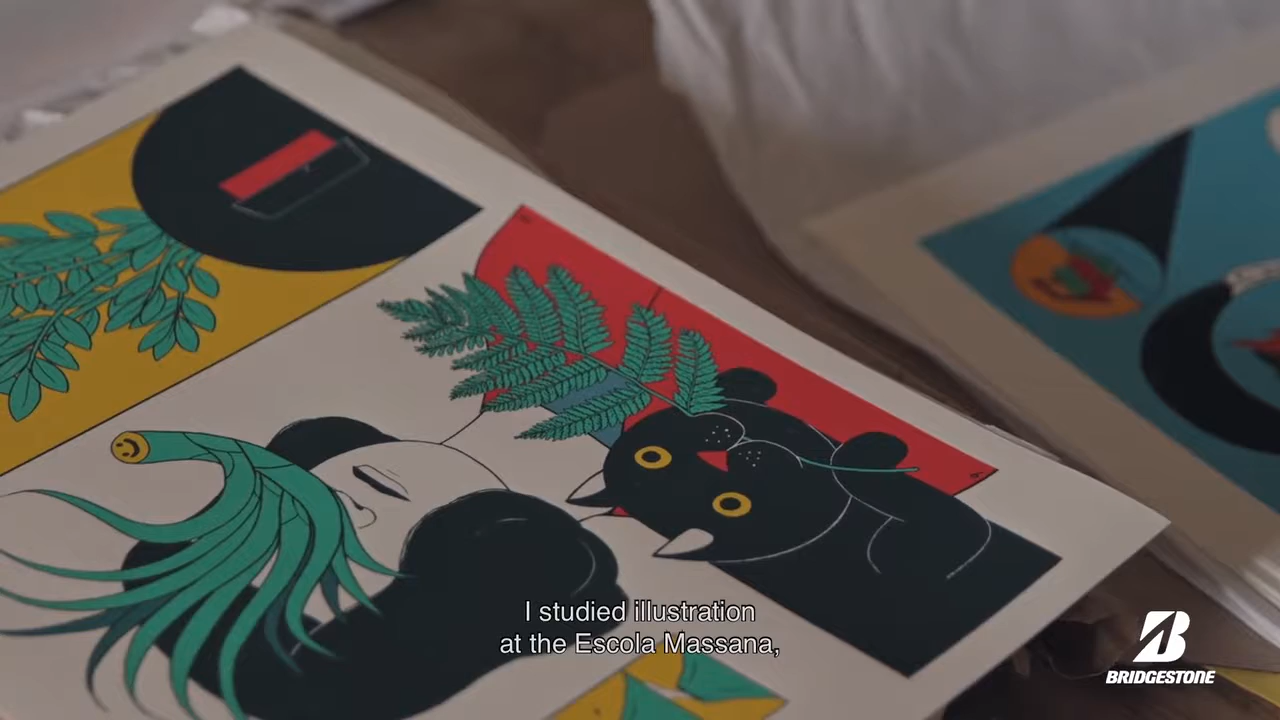 I studied illustration
at the Escola Massana,
BRIDGESTONE